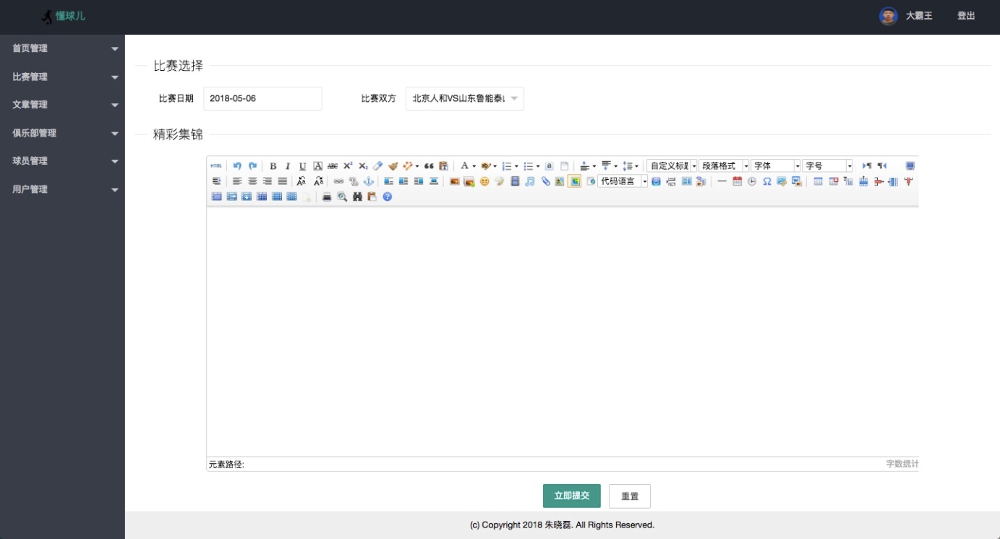 懂球儿
大霸王 登出
首页管理
比赛管理
文章管理
俱乐部管理
球员管理
用户管理
比赛选择
比赛日期 2018-05-06 比赛双方 北京人和VS山东鲁能泰
精彩集锦
HTML B I U A ABC X² X₂ A ab a 自定义标题 段落格式 字体 字号
代码语言
元素路径: 字数统计
立即提交 重置
(c) Copyright 2018 朱晓磊. All Rights Reserved.